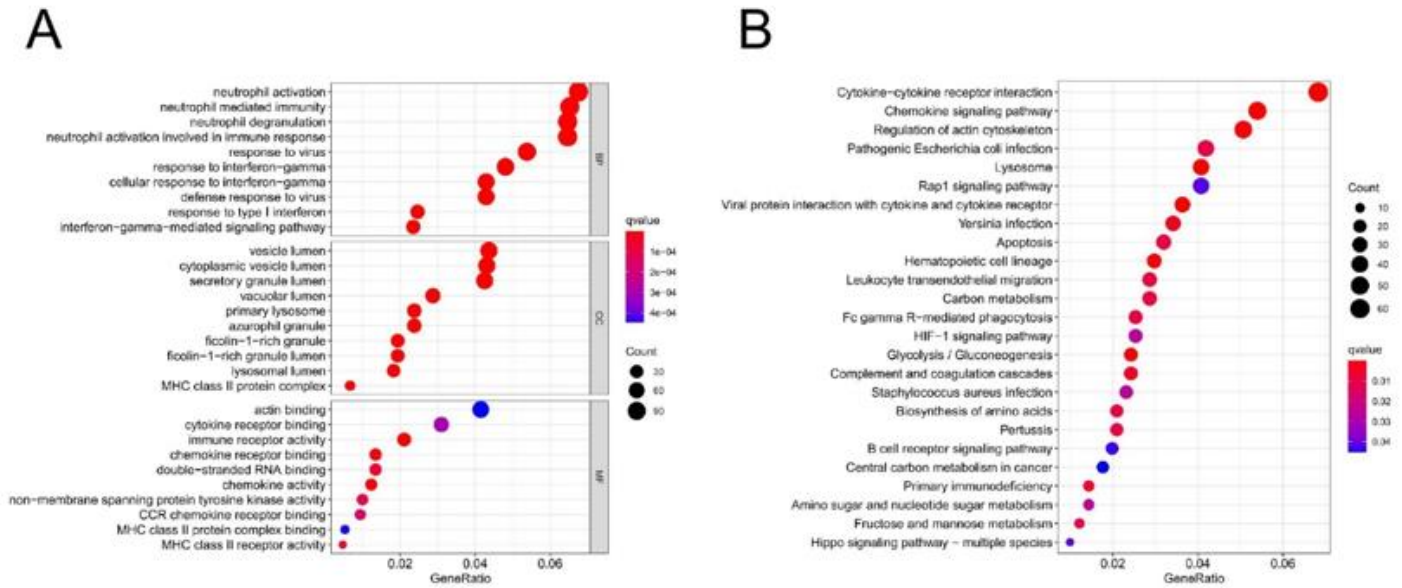 A
neutrophil activation
neutrophil mediated immunity
neutrophil degranulation
neutrophil activation involved in immune response
response to virus
response to interferon-gamma
cellular response to interferon-gamma
defense response to virus
response to type I interferon
interferon-gamma-mediated signaling pathway
BP
vesicle lumen
cytoplasmic vesicle lumen
secretory granule lumen
vacuolar lumen
primary lysosome
azurophil granule
ficolin-1-rich granule
ficolin-1-rich granule lumen
lysosomal lumen
MHC class II protein complex
CC
actin binding
cytokine receptor binding
immune receptor activity
chemokine receptor binding
double-stranded RNA binding
chemokine activity
non-membrane spanning protein tyrosine kinase activity
CCR chemokine receptor binding
MHC class II protein complex binding
MHC class II receptor activity
MF
0.02 0.04 0.06
GeneRatio
qvalue
1e-04
2e-04
3e-04
4e-04
Count
30
60
90
B
Cytokine-cytokine receptor interaction
Chemokine signaling pathway
Regulation of actin cytoskeleton
Pathogenic Escherichia coli infection
Lysosome
Rap1 signaling pathway
Viral protein interaction with cytokine and cytokine receptor
Yersinia infection
Apoptosis
Hematopoietic cell lineage
Leukocyte transendothelial migration
Carbon metabolism
Fc gamma R-mediated phagocytosis
HIF-1 signaling pathway
Glycolysis / Gluconeogenesis
Complement and coagulation cascades
Staphylococcus aureus infection
Biosynthesis of amino acids
Pertussis
B cell receptor signaling pathway
Central carbon metabolism in cancer
Primary immunodeficiency
Amino sugar and nucleotide sugar metabolism
Fructose and mannose metabolism
Hippo signaling pathway - multiple species
0.02 0.04 0.06
GeneRatio
Count
10
20
30
40
50
60
qvalue
0.01
0.02
0.03
0.04